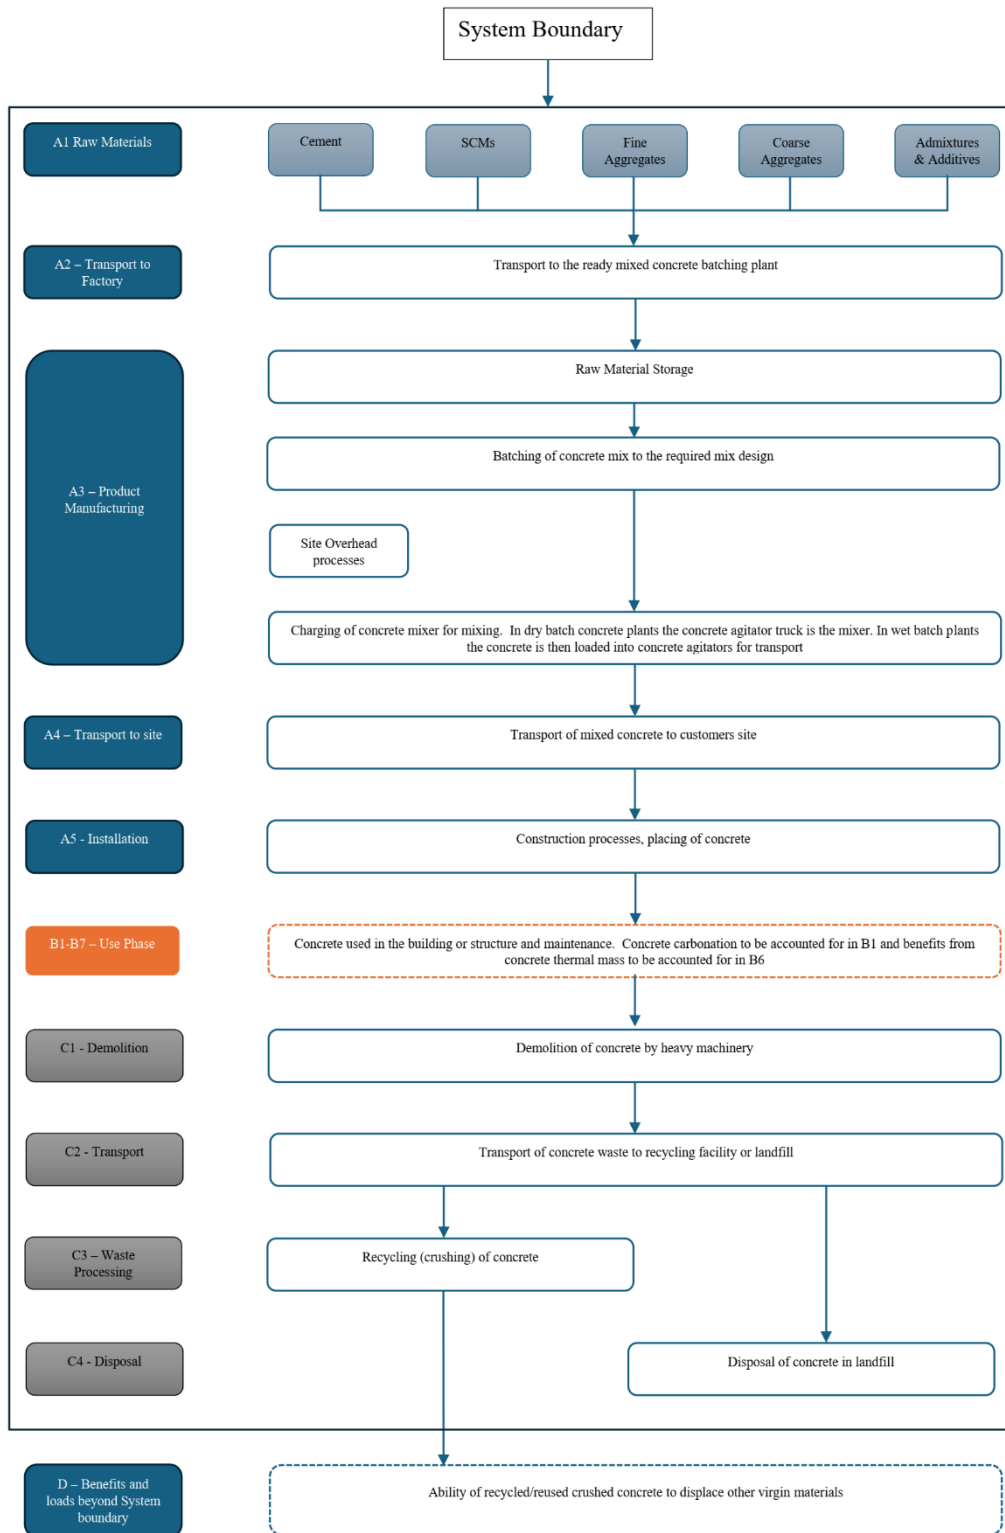 System Boundary
A1 Raw Materials
Cement
SCMs
Fine
Aggregates
Coarse
Aggregates
Admixtures
& Additives
A2 – Transport to
Factory
Transport to the ready mixed concrete batching plant
Raw Material Storage
Batching of concrete mix to the required mix design
A3 – Product
Manufacturing
Site Overhead
processes
Charging of concrete mixer for mixing.  In dry batch concrete plants the concrete agitator truck is the mixer. In wet batch plants
the concrete is then loaded into concrete agitators for transport
A4 – Transport to site
Transport of mixed concrete to customers site
A5 - Installation
Construction processes, placing of concrete
B1-B7 – Use Phase
Concrete used in the building or structure and maintenance.  Concrete carbonation to be accounted for in B1 and benefits from
concrete thermal mass to be accounted for in B6
C1 - Demolition
Demolition of concrete by heavy machinery
C2 - Transport
Transport of concrete waste to recycling facility or landfill
C3 – Waste
Processing
Recycling (crushing) of concrete
C4 - Disposal
Disposal of concrete in landfill
D – Benefits and
loads beyond System
boundary
Ability of recycled/reused crushed concrete to displace other virgin materials